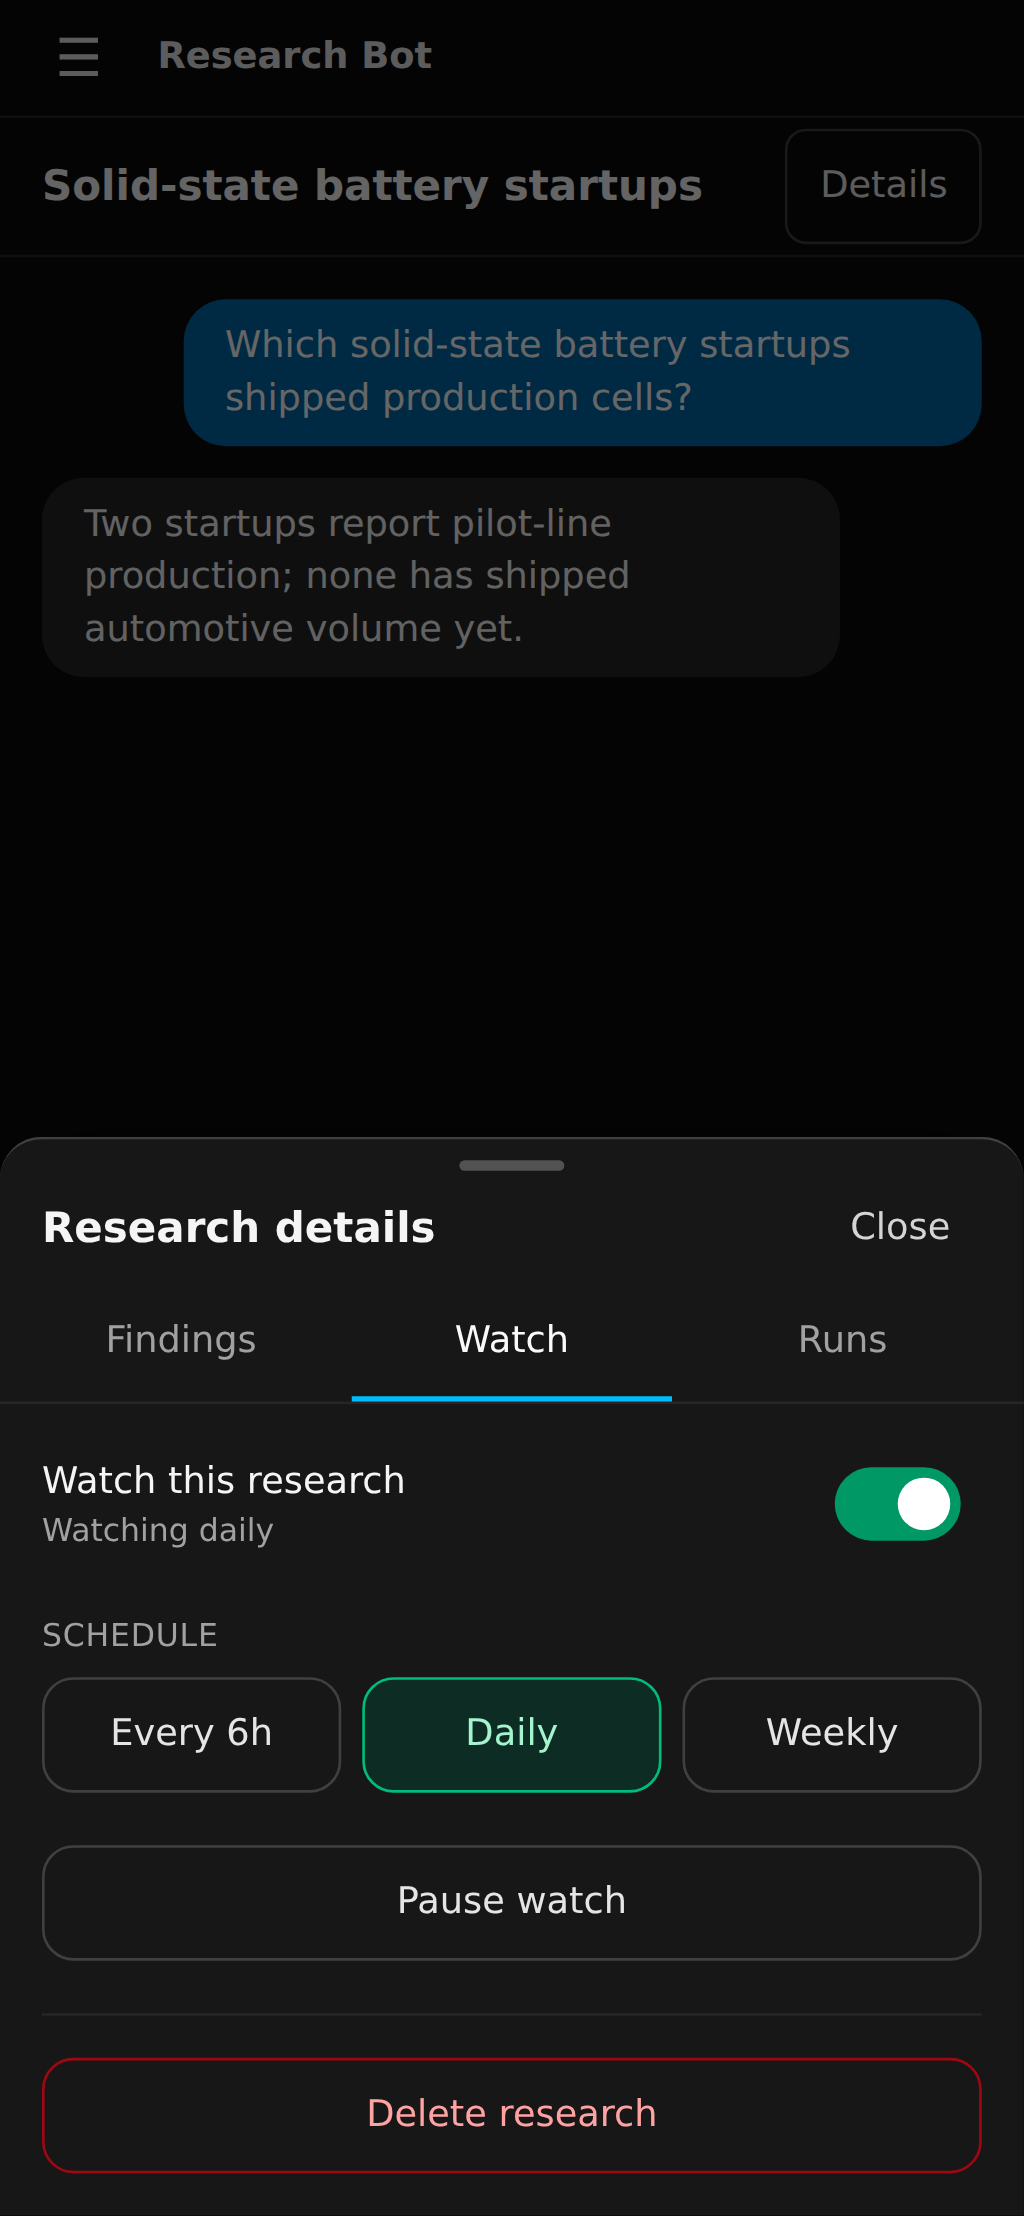 Research Bot
Solid-state battery startups
Details
Which solid-state battery startups
shipped production cells?
Two startups report pilot-line
production; none has shipped
automotive volume yet.
Research details
Close
Findings
Watch
Runs
Watch this research
Watching daily
SCHEDULE
Every 6h
Daily
Weekly
Pause watch
Delete research